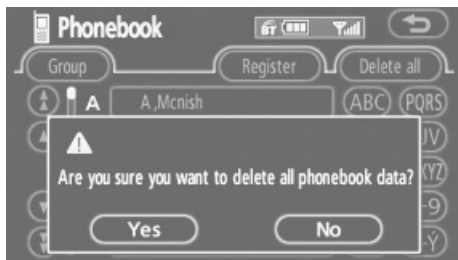 Phonebook BT
Group Register Delete all
A A ,Mcnish ABC PQRS
Are you sure you want to delete all phonebook data?
Yes No